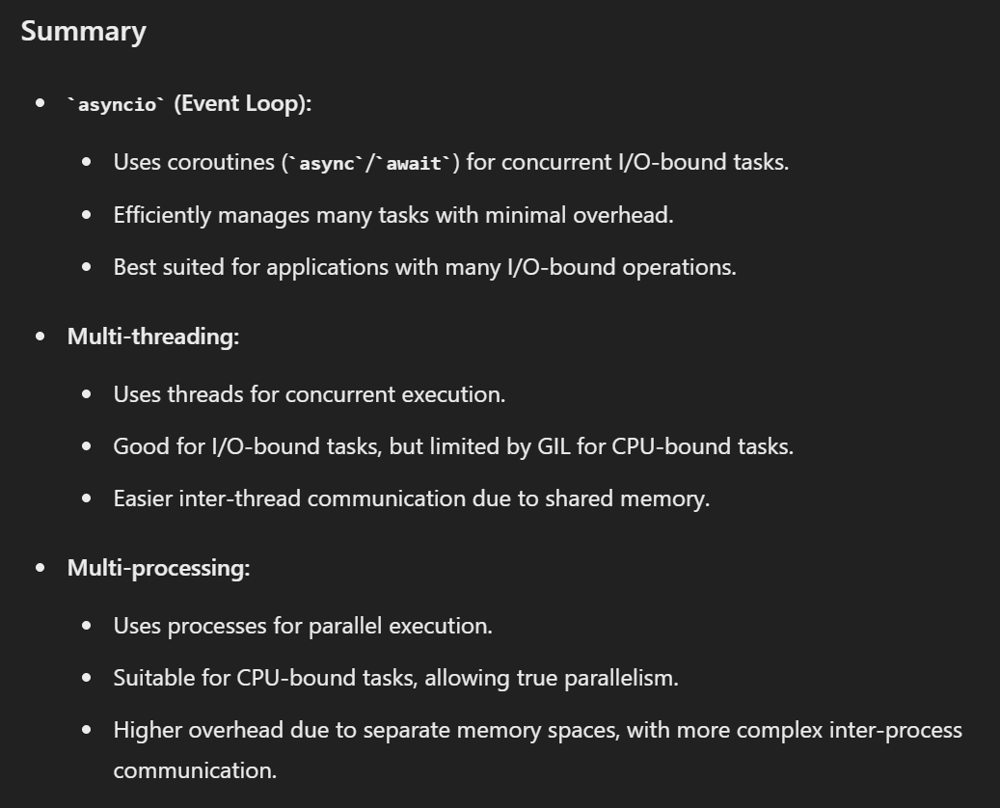 Summary
• `asyncio` (Event Loop):
• Uses coroutines (`async`/`await`) for concurrent I/O-bound tasks.
• Efficiently manages many tasks with minimal overhead.
• Best suited for applications with many I/O-bound operations.
• Multi-threading:
• Uses threads for concurrent execution.
• Good for I/O-bound tasks, but limited by GIL for CPU-bound tasks.
• Easier inter-thread communication due to shared memory.
• Multi-processing:
• Uses processes for parallel execution.
• Suitable for CPU-bound tasks, allowing true parallelism.
• Higher overhead due to separate memory spaces, with more complex inter-process
communication.